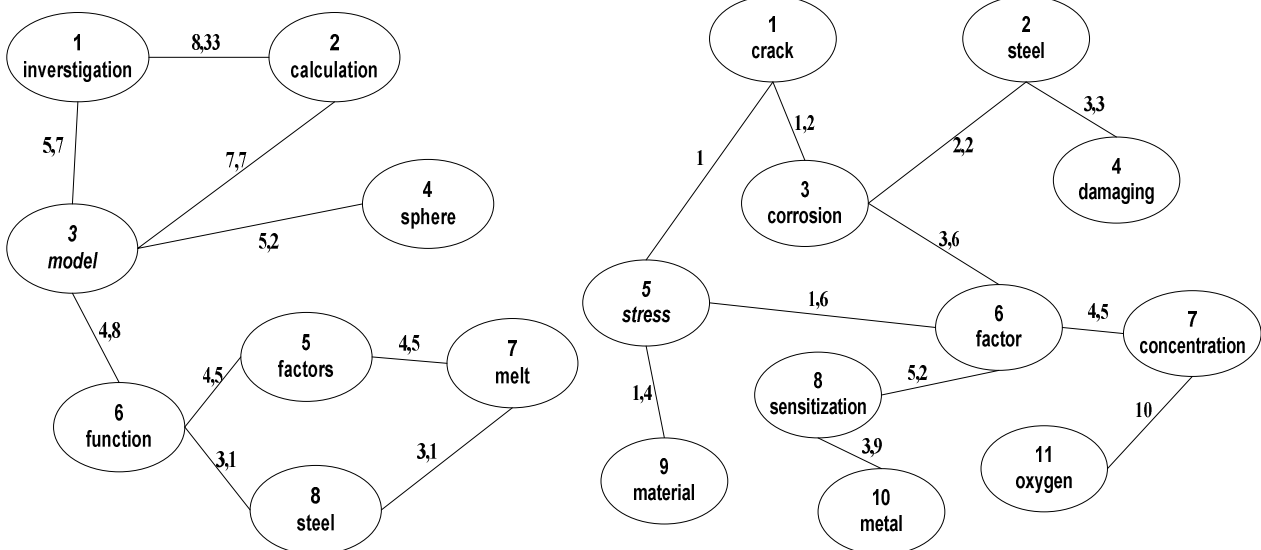 1
inverstigation
8,33
2
calculation
5,7
7,7
3
model
5,2
4
sphere
4,8
5
factors
4,5
7
melt
4,5
6
function
3,1
3,1
8
steel
1
crack
2
steel
1
1,2
2,2
3,3
3
corrosion
4
damaging
3,6
5
stress
1,6
6
factor
4,5
7
concentration
1,4
8
sensitization
5,2
10
3,9
9
material
10
metal
11
oxygen